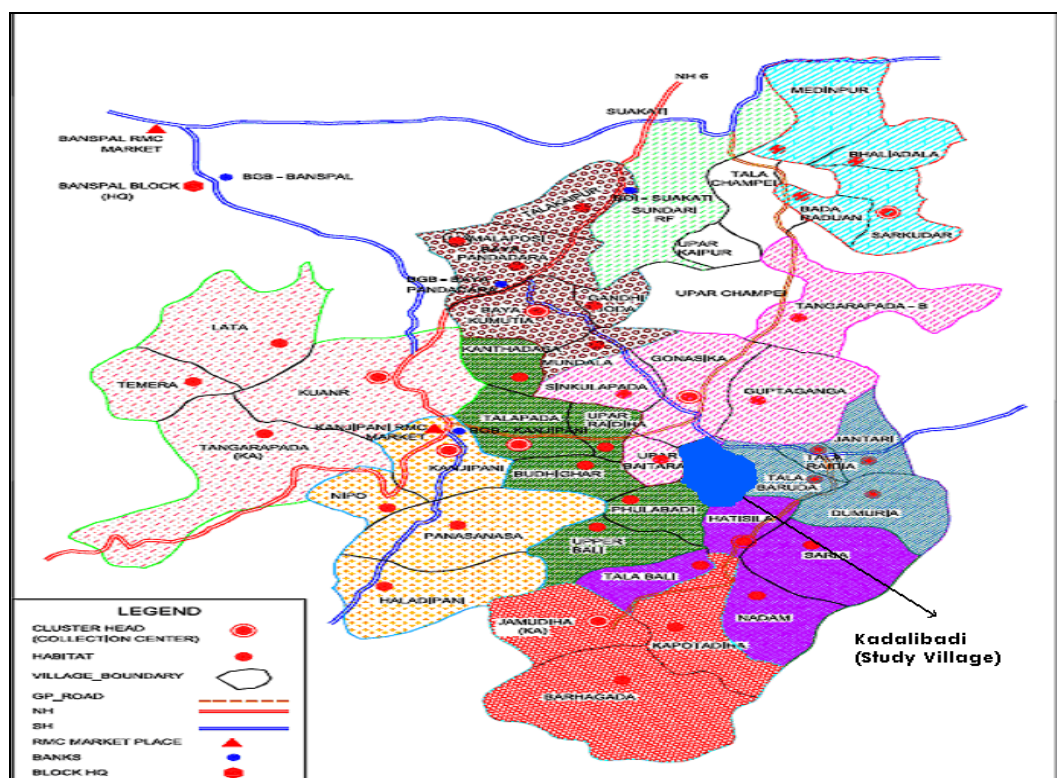 NH 6
MEDINPUR
SUAKATI
BANSPAL RMC
MARKET
BHALIADALA
TALA
CHAMPEI
BGB - BANSPAL
BANSPAL BLOCK
(HQ)
TALAKAIPUR
BOI - SUAKATI
SUNDARI
RF
BADA
RADUAN
SARKUDAR
UPAR
KAIPUR
PANDADARA
BGB - BAYA
PANDADARA
UPAR CHAMPEI
TANGARAPADA - B
BAYA
KUMUTIA
LATA
KANTHADAGA
MUNDALA
GONASIKA
TEMERA
KUANR
SINKULAPADA
GUPTAGANGA
TALAPADA
UPAR
RAIDIHA
KANJIPANI RMC
MARKET
BGB - KANJIPANI
JANTARI
TANGARAPADA
(KA)
KANJIPANI
BUDHIGHAR
UPAR
BAITARA
TALA
RAIDIA
TALA
BARUDA
NIPO
PHULABADI
HATISILA
DUMURIA
PANASANASA
UPPER
BALI
SARIA
TALA BALI
HALADIPANI
NADAM
JAMUDIHA
(KA)
KAPOTADIHA
Kadalibadi
(Study Village)
SARHAGADA
LEGEND
CLUSTER HEAD
(COLLECTION CENTER)
HABITAT
VILLAGE_BOUNDARY
GP_ROAD
NH
SH
RMC MARKET PLACE
BANKS
BLOCK HQ